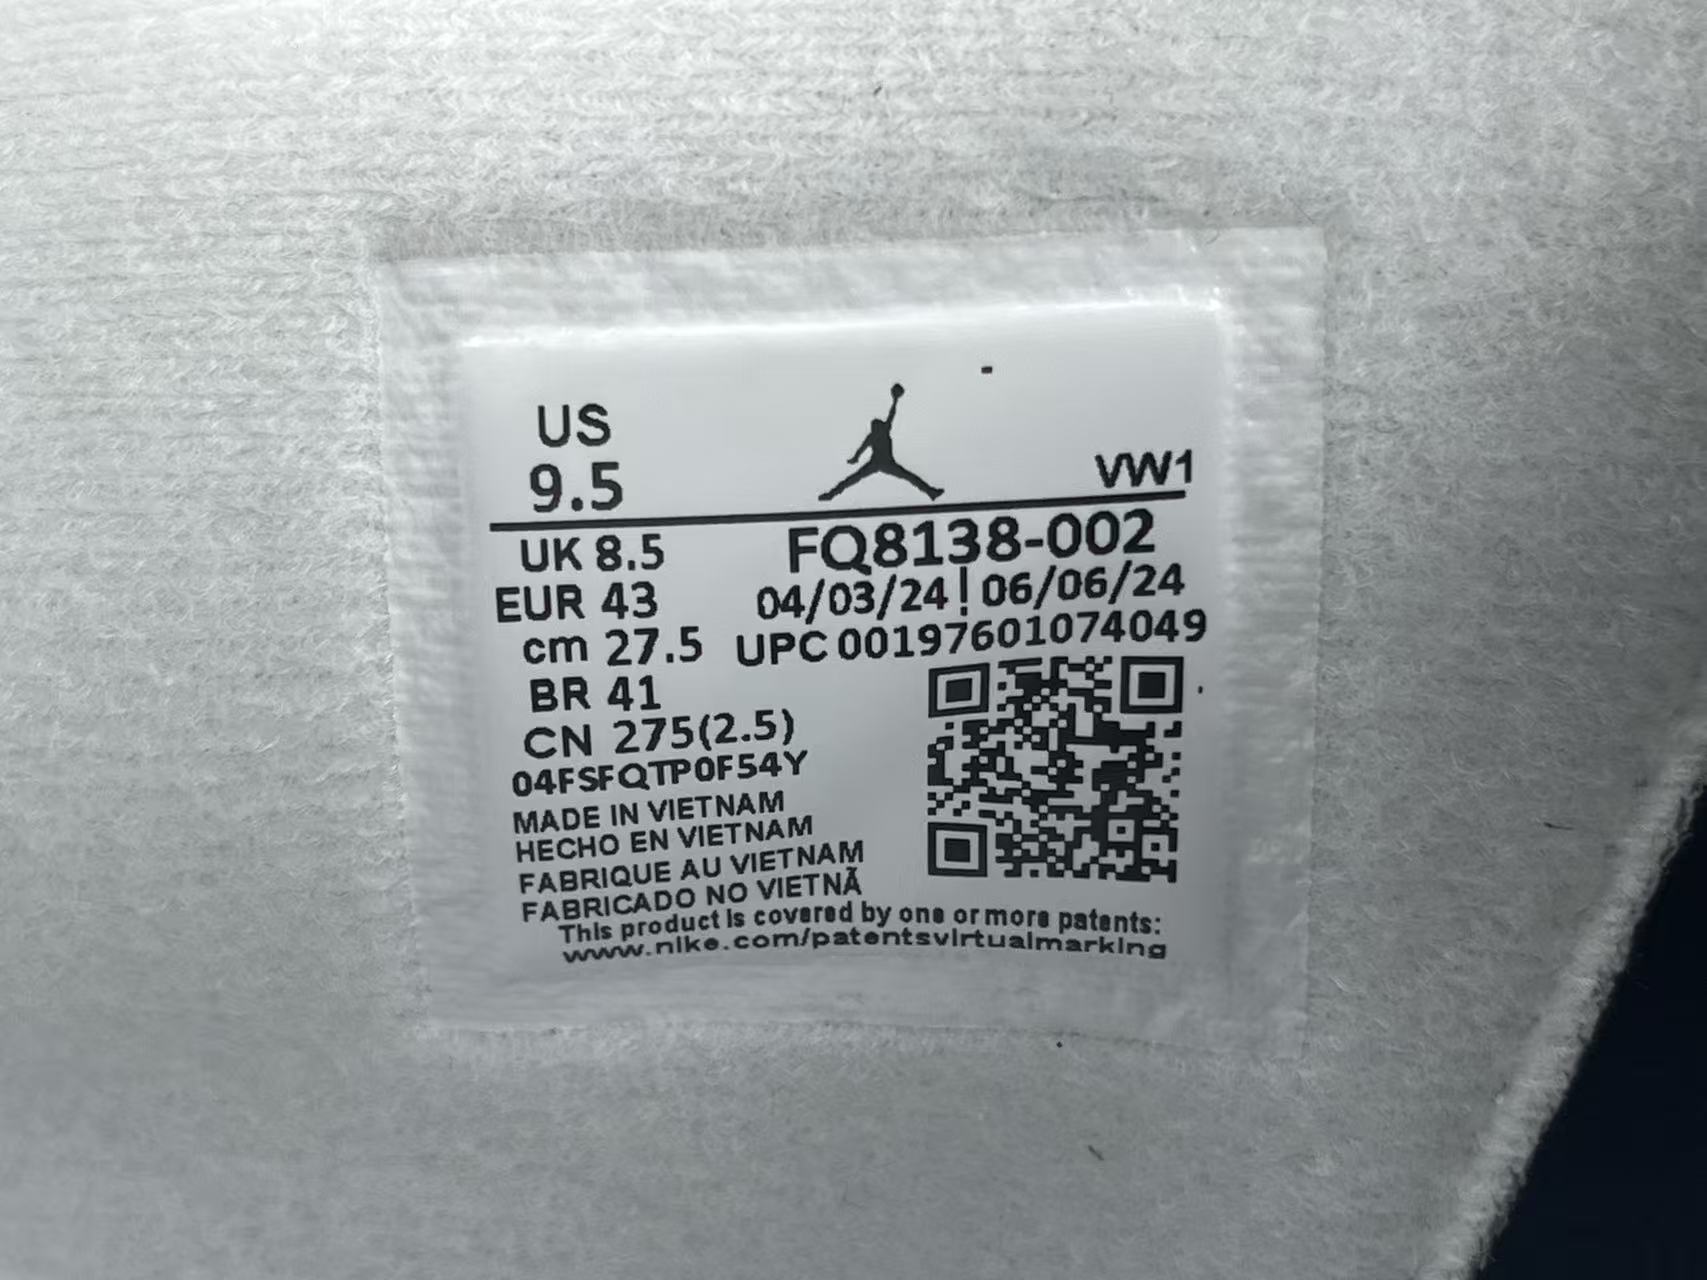 US
9.5
VW1
UK 8.5
FQ8138-002
EUR 43
04/03/24 | 06/06/24
cm 27.5
UPC 00197601074049
BR 41
CN 275(2.5)
04FSFQTP0F54Y
MADE IN VIETNAM
HECHO EN VIETNAM
FABRIQUE AU VIETNAM
FABRICADO NO VIETNÃ
This product is covered by one or more patents:
www.nike.com/patentsvirtualmarking